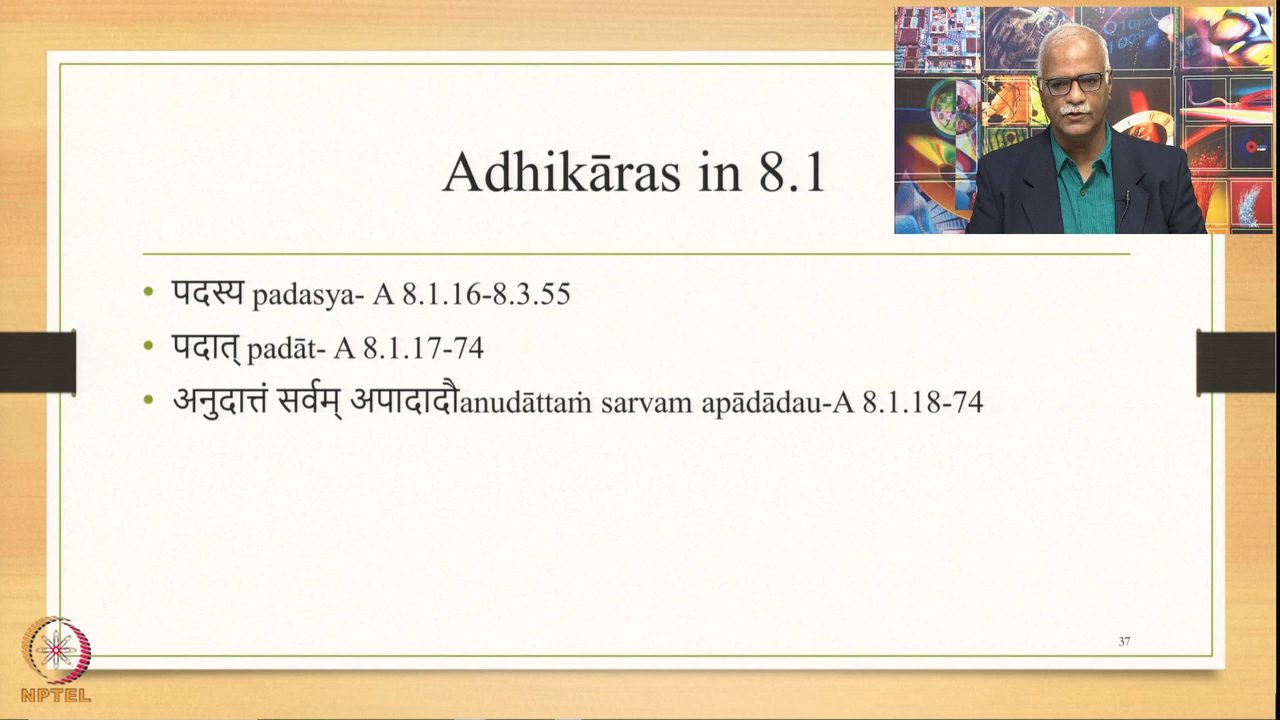 Adhikāras in 8.1
• पदस्य padasya- A 8.1.16-8.3.55
• पदात् padāt- A 8.1.17-74
• अनुदात्तं सर्वम् अपादादौanudāttaṁ sarvam apādādau-A 8.1.18-74
37
NPTEL